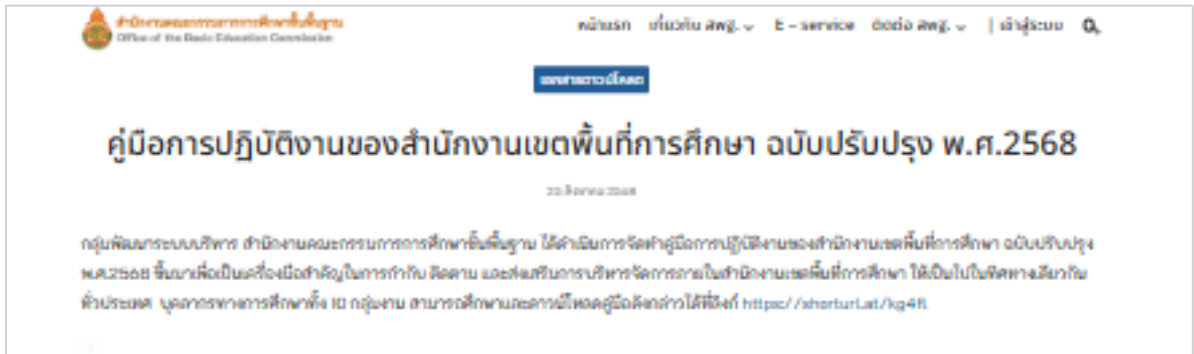 สำนักงานคณะกรรมการการศึกษาขั้นพื้นฐาน
Office of the Basic Education Commission
หน้าแรก เกี่ยวกับ สพฐ. E - service ติดต่อ สพฐ. | เข้าสู่ระบบ
เอกสารดาวน์โหลด
คู่มือการปฏิบัติงานของสำนักงานเขตพื้นที่การศึกษา ฉบับปรับปรุง พ.ศ.2568
สิงหาคม 2568
กลุ่มพัฒนาระบบบริหาร สำนักงานคณะกรรมการการศึกษาขั้นพื้นฐาน ได้ดำเนินการจัดทำคู่มือการปฏิบัติงานของสำนักงานเขตพื้นที่การศึกษา ฉบับปรับปรุง
พ.ศ.2568 ขึ้นมาเพื่อเป็นเครื่องมือสำคัญในการกำกับ ติดตาม และส่งเสริมการบริหารจัดการภายในสำนักงานเขตพื้นที่การศึกษา ให้เป็นไปในทิศทางเดียวกัน
ทั่วประเทศ บุคลากรทางการศึกษาทั้ง 10 กลุ่มงาน สามารถศึกษาและดาวน์โหลดคู่มือดังกล่าวได้ที่ลิงก์